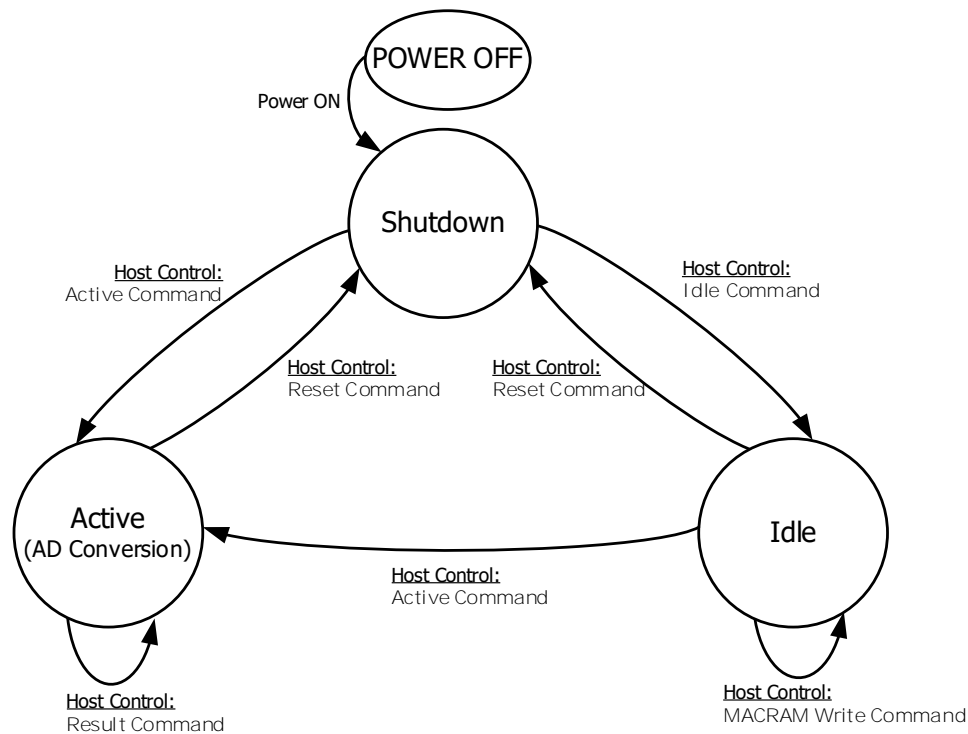 POWER OFF
Power ON
Shutdown
Host Control:
Active Command
Host Control:
Idle Command
Host Control:
Reset Command
Host Control:
Reset Command
Active
(AD Conversion)
Idle
Host Control:
Active Command
Host Control:
Result Command
Host Control:
MACRAM Write Command